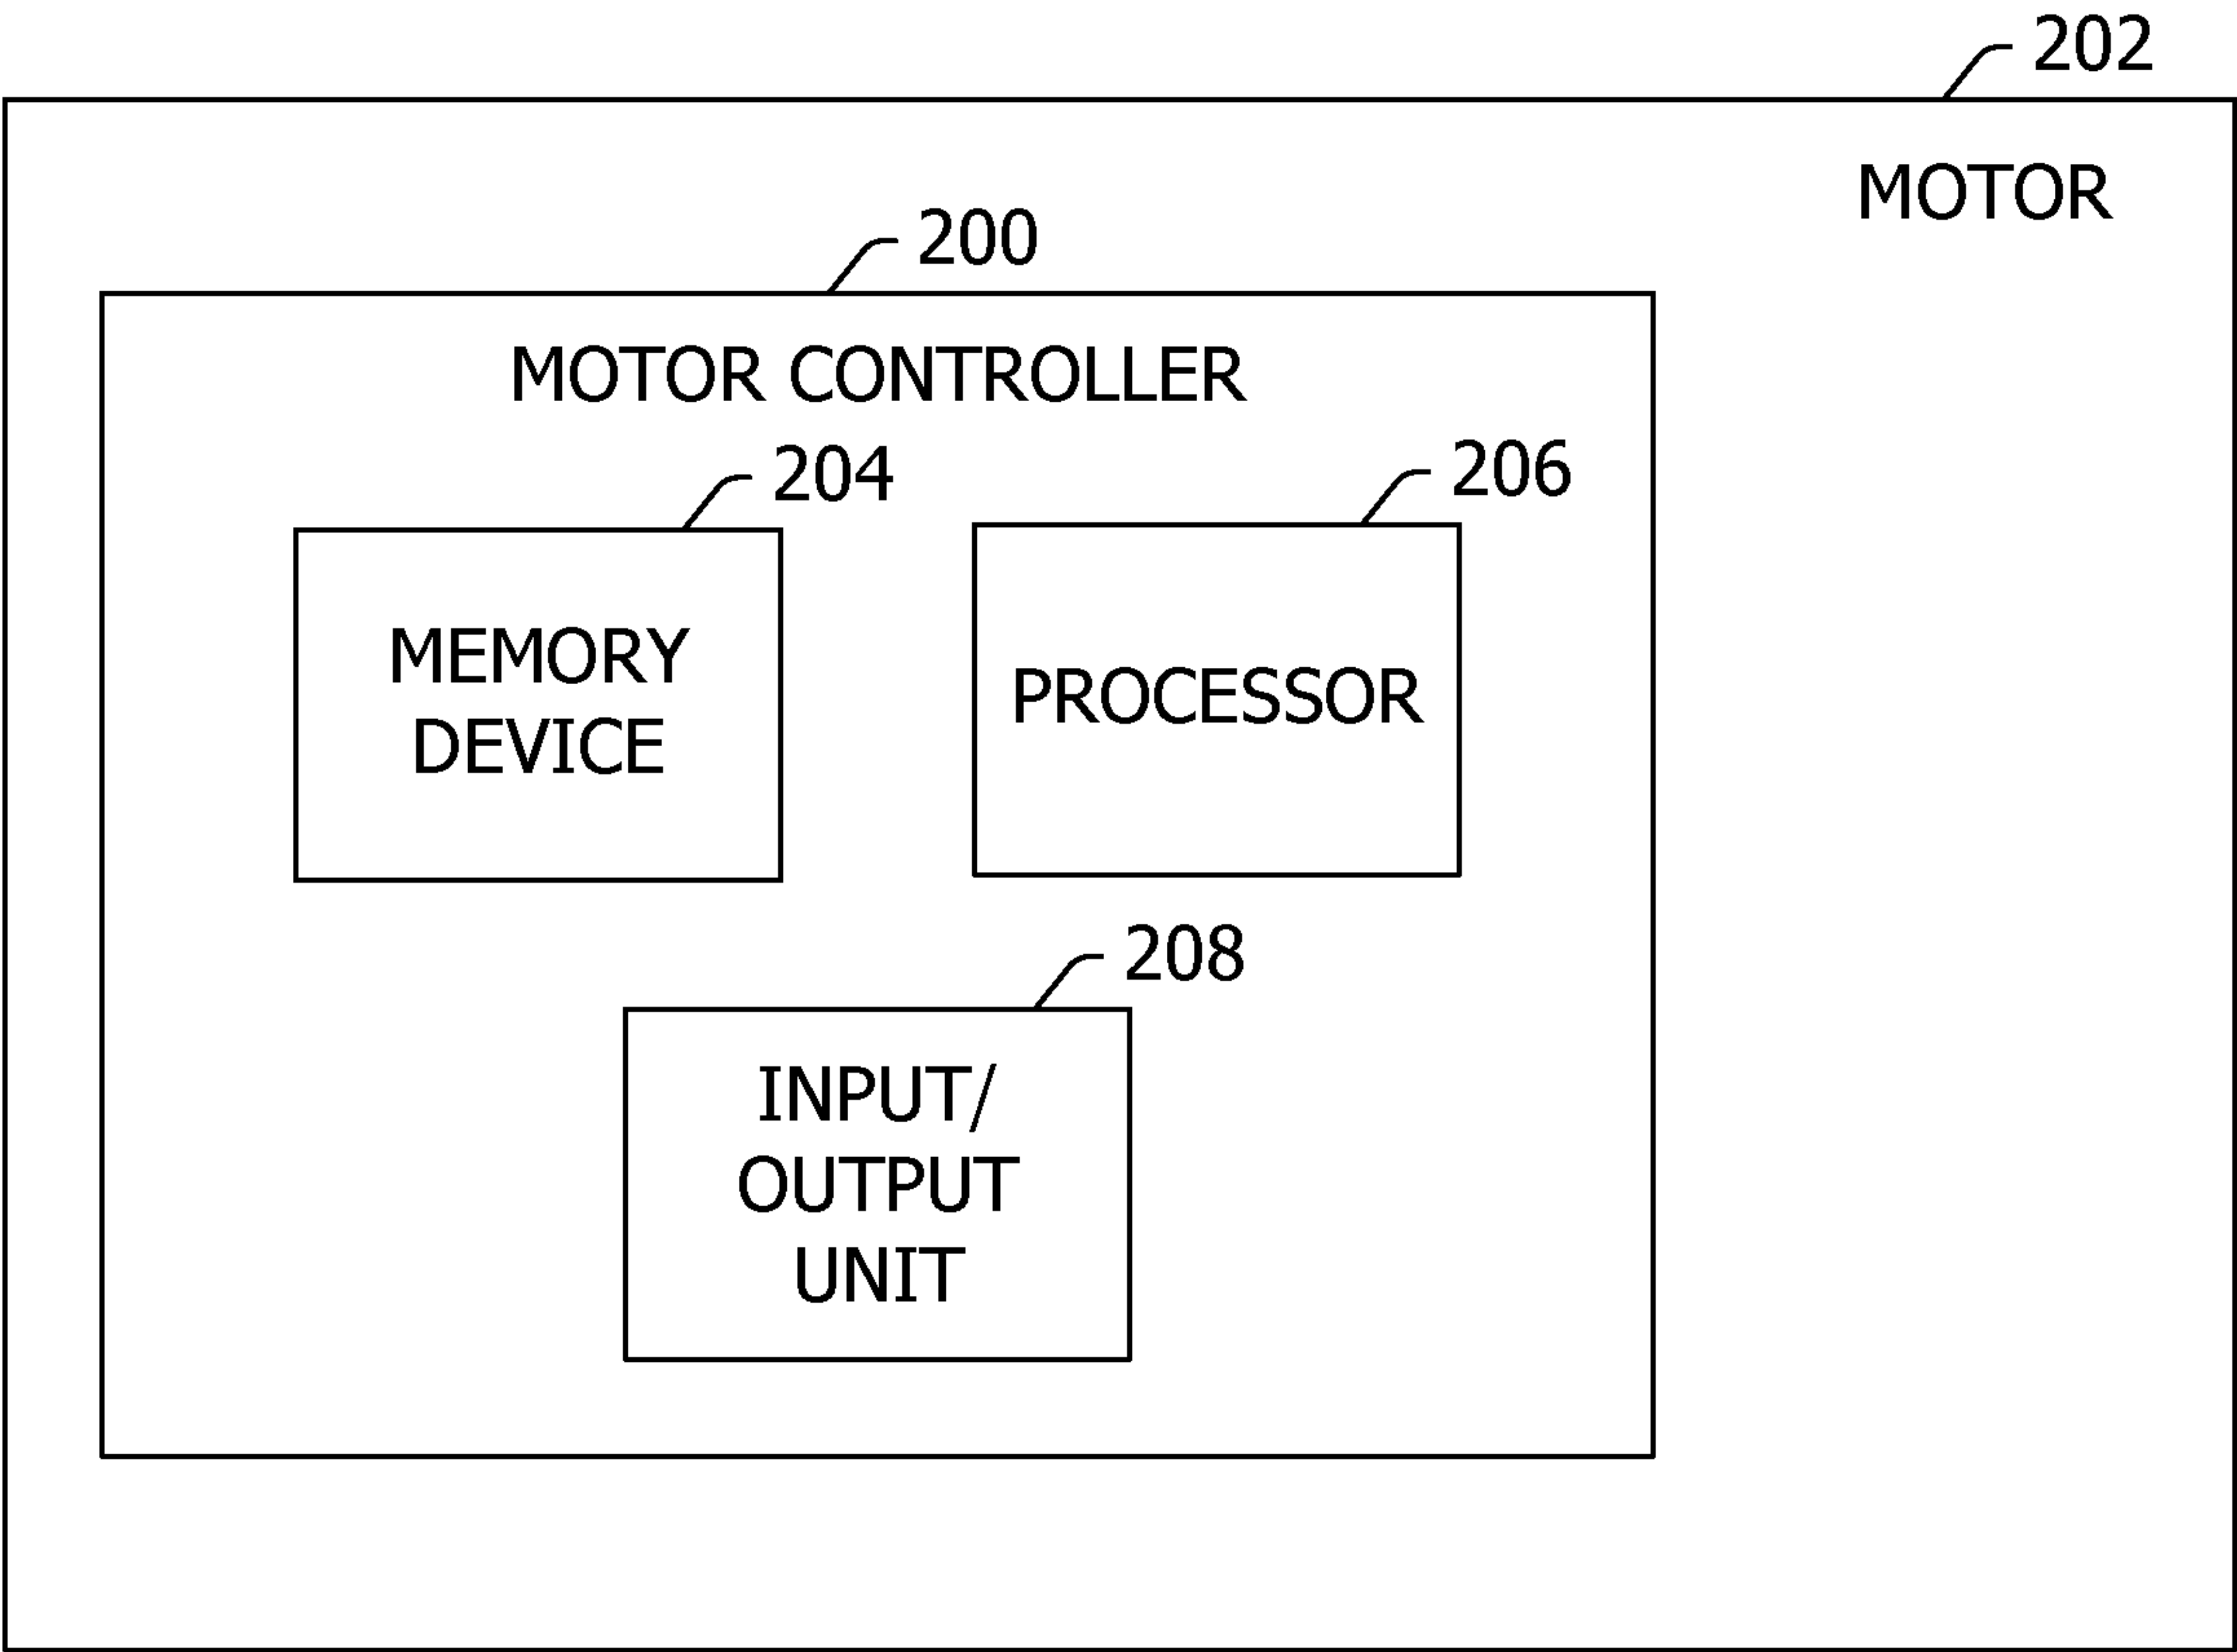 202
MOTOR
200
MOTOR CONTROLLER
204
206
MEMORY
DEVICE
PROCESSOR
208
INPUT/
OUTPUT
UNIT